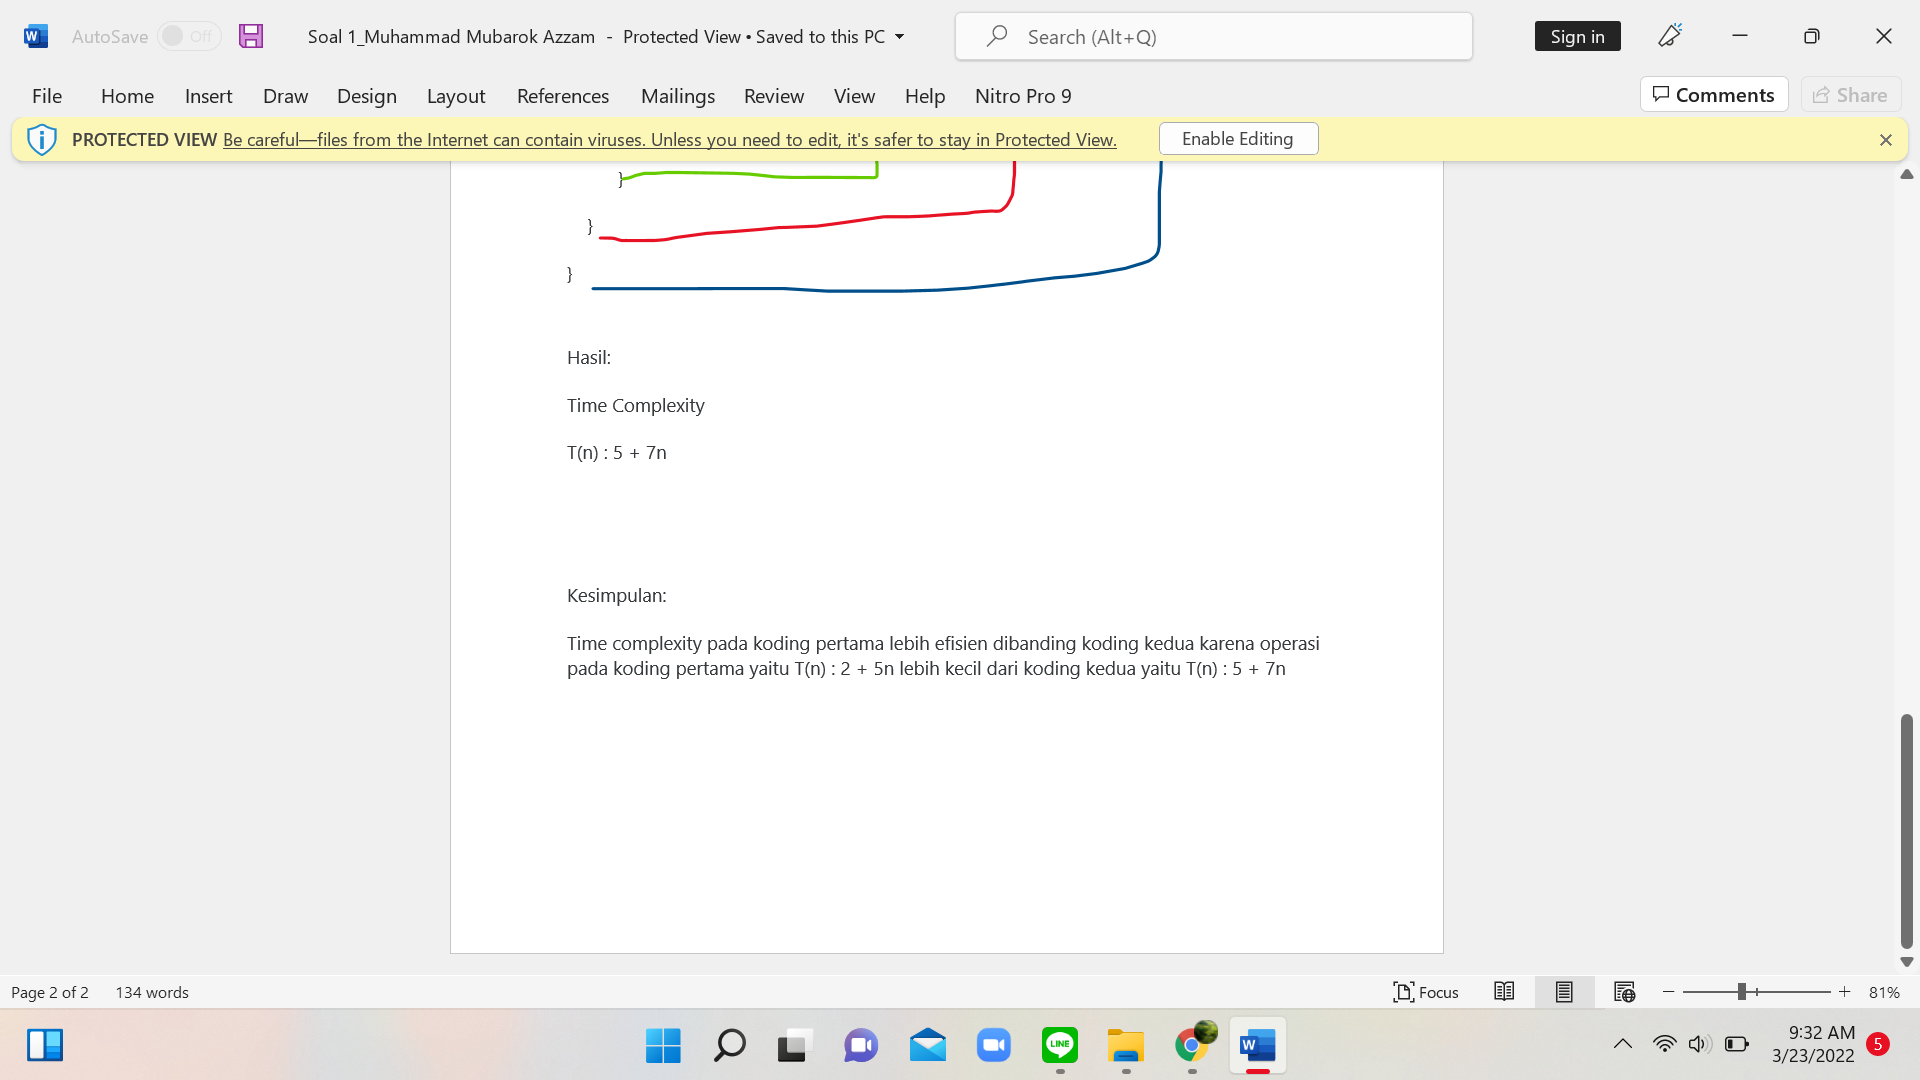 AutoSave Off Soal 1_Muhammad Mubarok Azzam - Protected View • Saved to this PC Search (Alt+Q) Sign in
File Home Insert Draw Design Layout References Mailings Review View Help Nitro Pro 9 Comments Share
PROTECTED VIEW Be careful—files from the Internet can contain viruses. Unless you need to edit, it's safer to stay in Protected View. Enable Editing
}
}
}
Hasil:
Time Complexity
T(n) : 5 + 7n
Kesimpulan:
Time complexity pada koding pertama lebih efisien dibanding koding kedua karena operasi
pada koding pertama yaitu T(n) : 2 + 5n lebih kecil dari koding kedua yaitu T(n) : 5 + 7n
Page 2 of 2 134 words Focus 81%
LINE
9:32 AM
3/23/2022 5